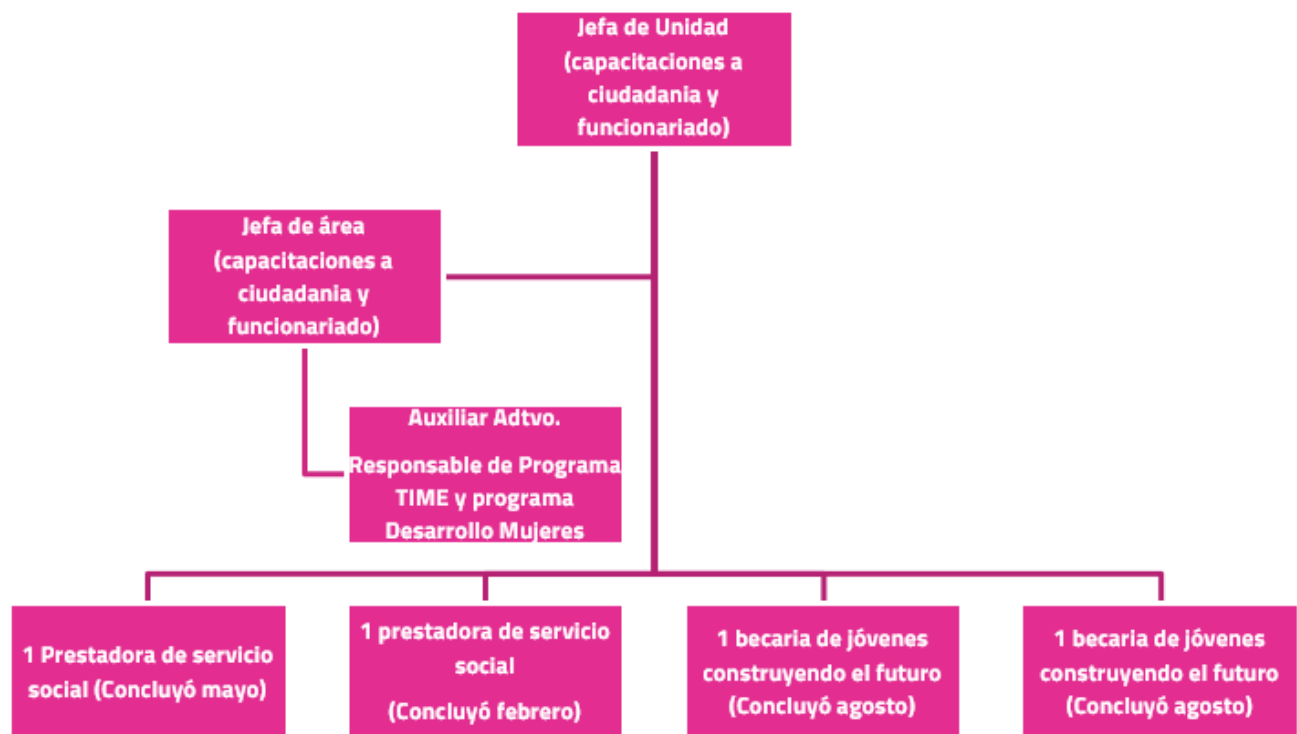 Jefa de Unidad
(capacitaciones a
ciudadania y
funcionariado)
Jefa de área
(capacitaciones a
ciudadania y
funcionariado)
Auxiliar Adtvo.
Responsable de Programa
TIME y programa
Desarrollo Mujeres
1 Prestadora de servicio
social (Concluyó mayo)
1 prestadora de servicio
social
(Concluyó febrero)
1 becaria de jóvenes
construyendo el futuro
(Concluyó agosto)
1 becaria de jóvenes
construyendo el futuro
(Concluyó agosto)